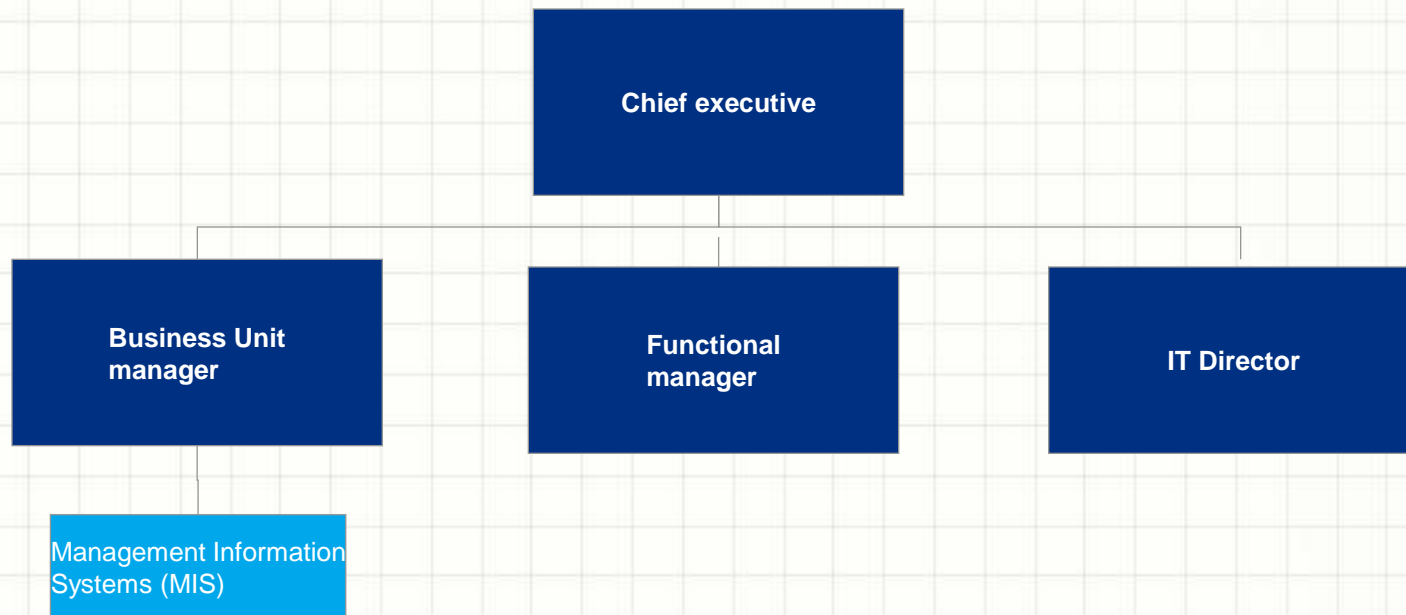 Chief executive
Business Unit
manager
Functional
manager
IT Director
Management Information
Systems (MIS)